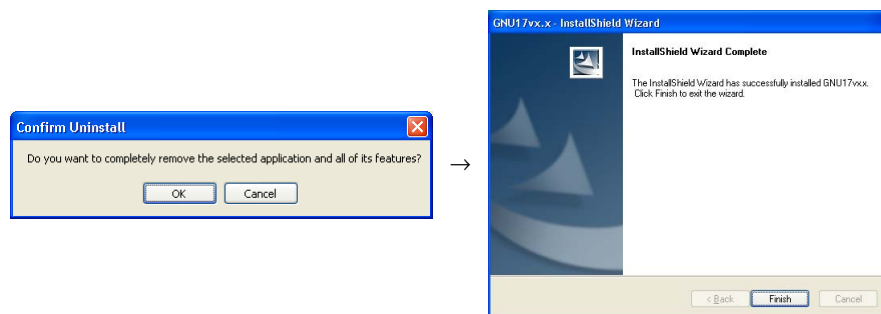 Confirm Uninstall
Do you want to completely remove the selected application and all of its features?
OK
Cancel
→
GNU17vx.x - InstallShield Wizard
InstallShield Wizard Complete
The InstallShield Wizard has successfully installed GNU17vx.x.
Click Finish to exit the wizard.
< Back
Finish
Cancel